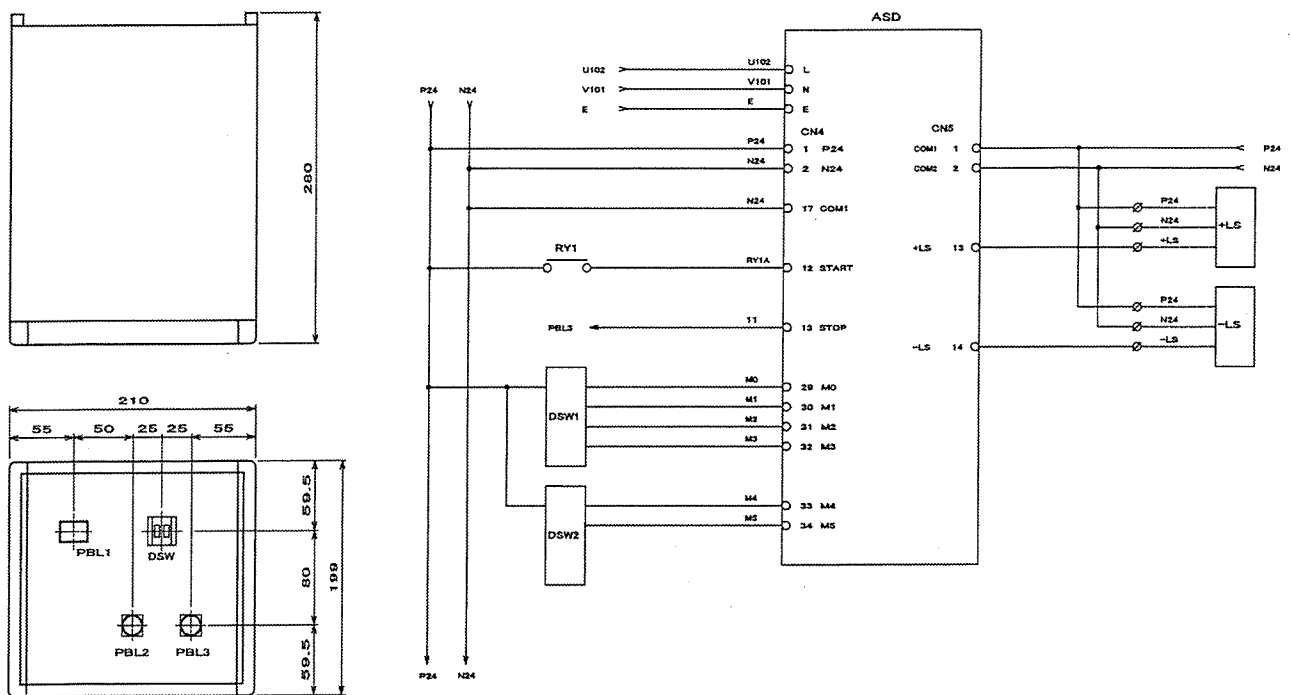 280
210
55 50 25 25 55
59.5
80
199
59.5
PBL1
DSW
PBL2
PBL3
ASD
P24
N24
U102 U102 L
V101 V101 N
E E E
CN4
P24 1 P24
N24 2 N24
N24 17 COM1
RY1
RY1A 12 START
PBL3 11 13 STOP
DSW1
M0 29 M0
M1 30 M1
M2 31 M2
M3 32 M3
DSW2
M4 33 M4
M5 34 M5
P24
N24
CN5
COM1 1 P24
COM2 2 N24
P24
N24 +LS
+LS 13 +LS
P24
N24 -LS
-LS 14 -LS